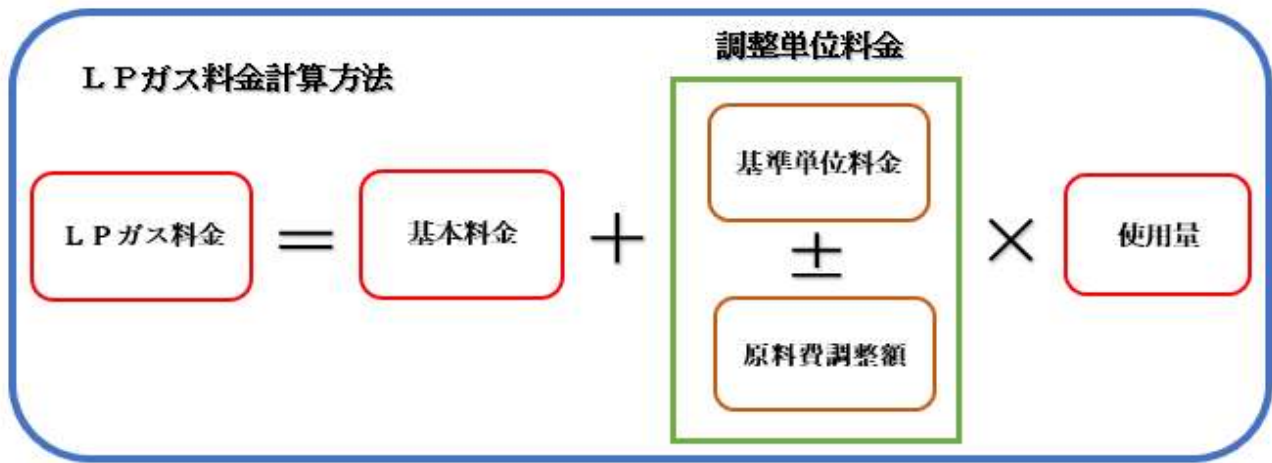 ＬＰガス料金計算方法
調整単位料金
ＬＰガス料金
＝
基本料金
＋
基準単位料金
±
原料費調整額
×
使用量